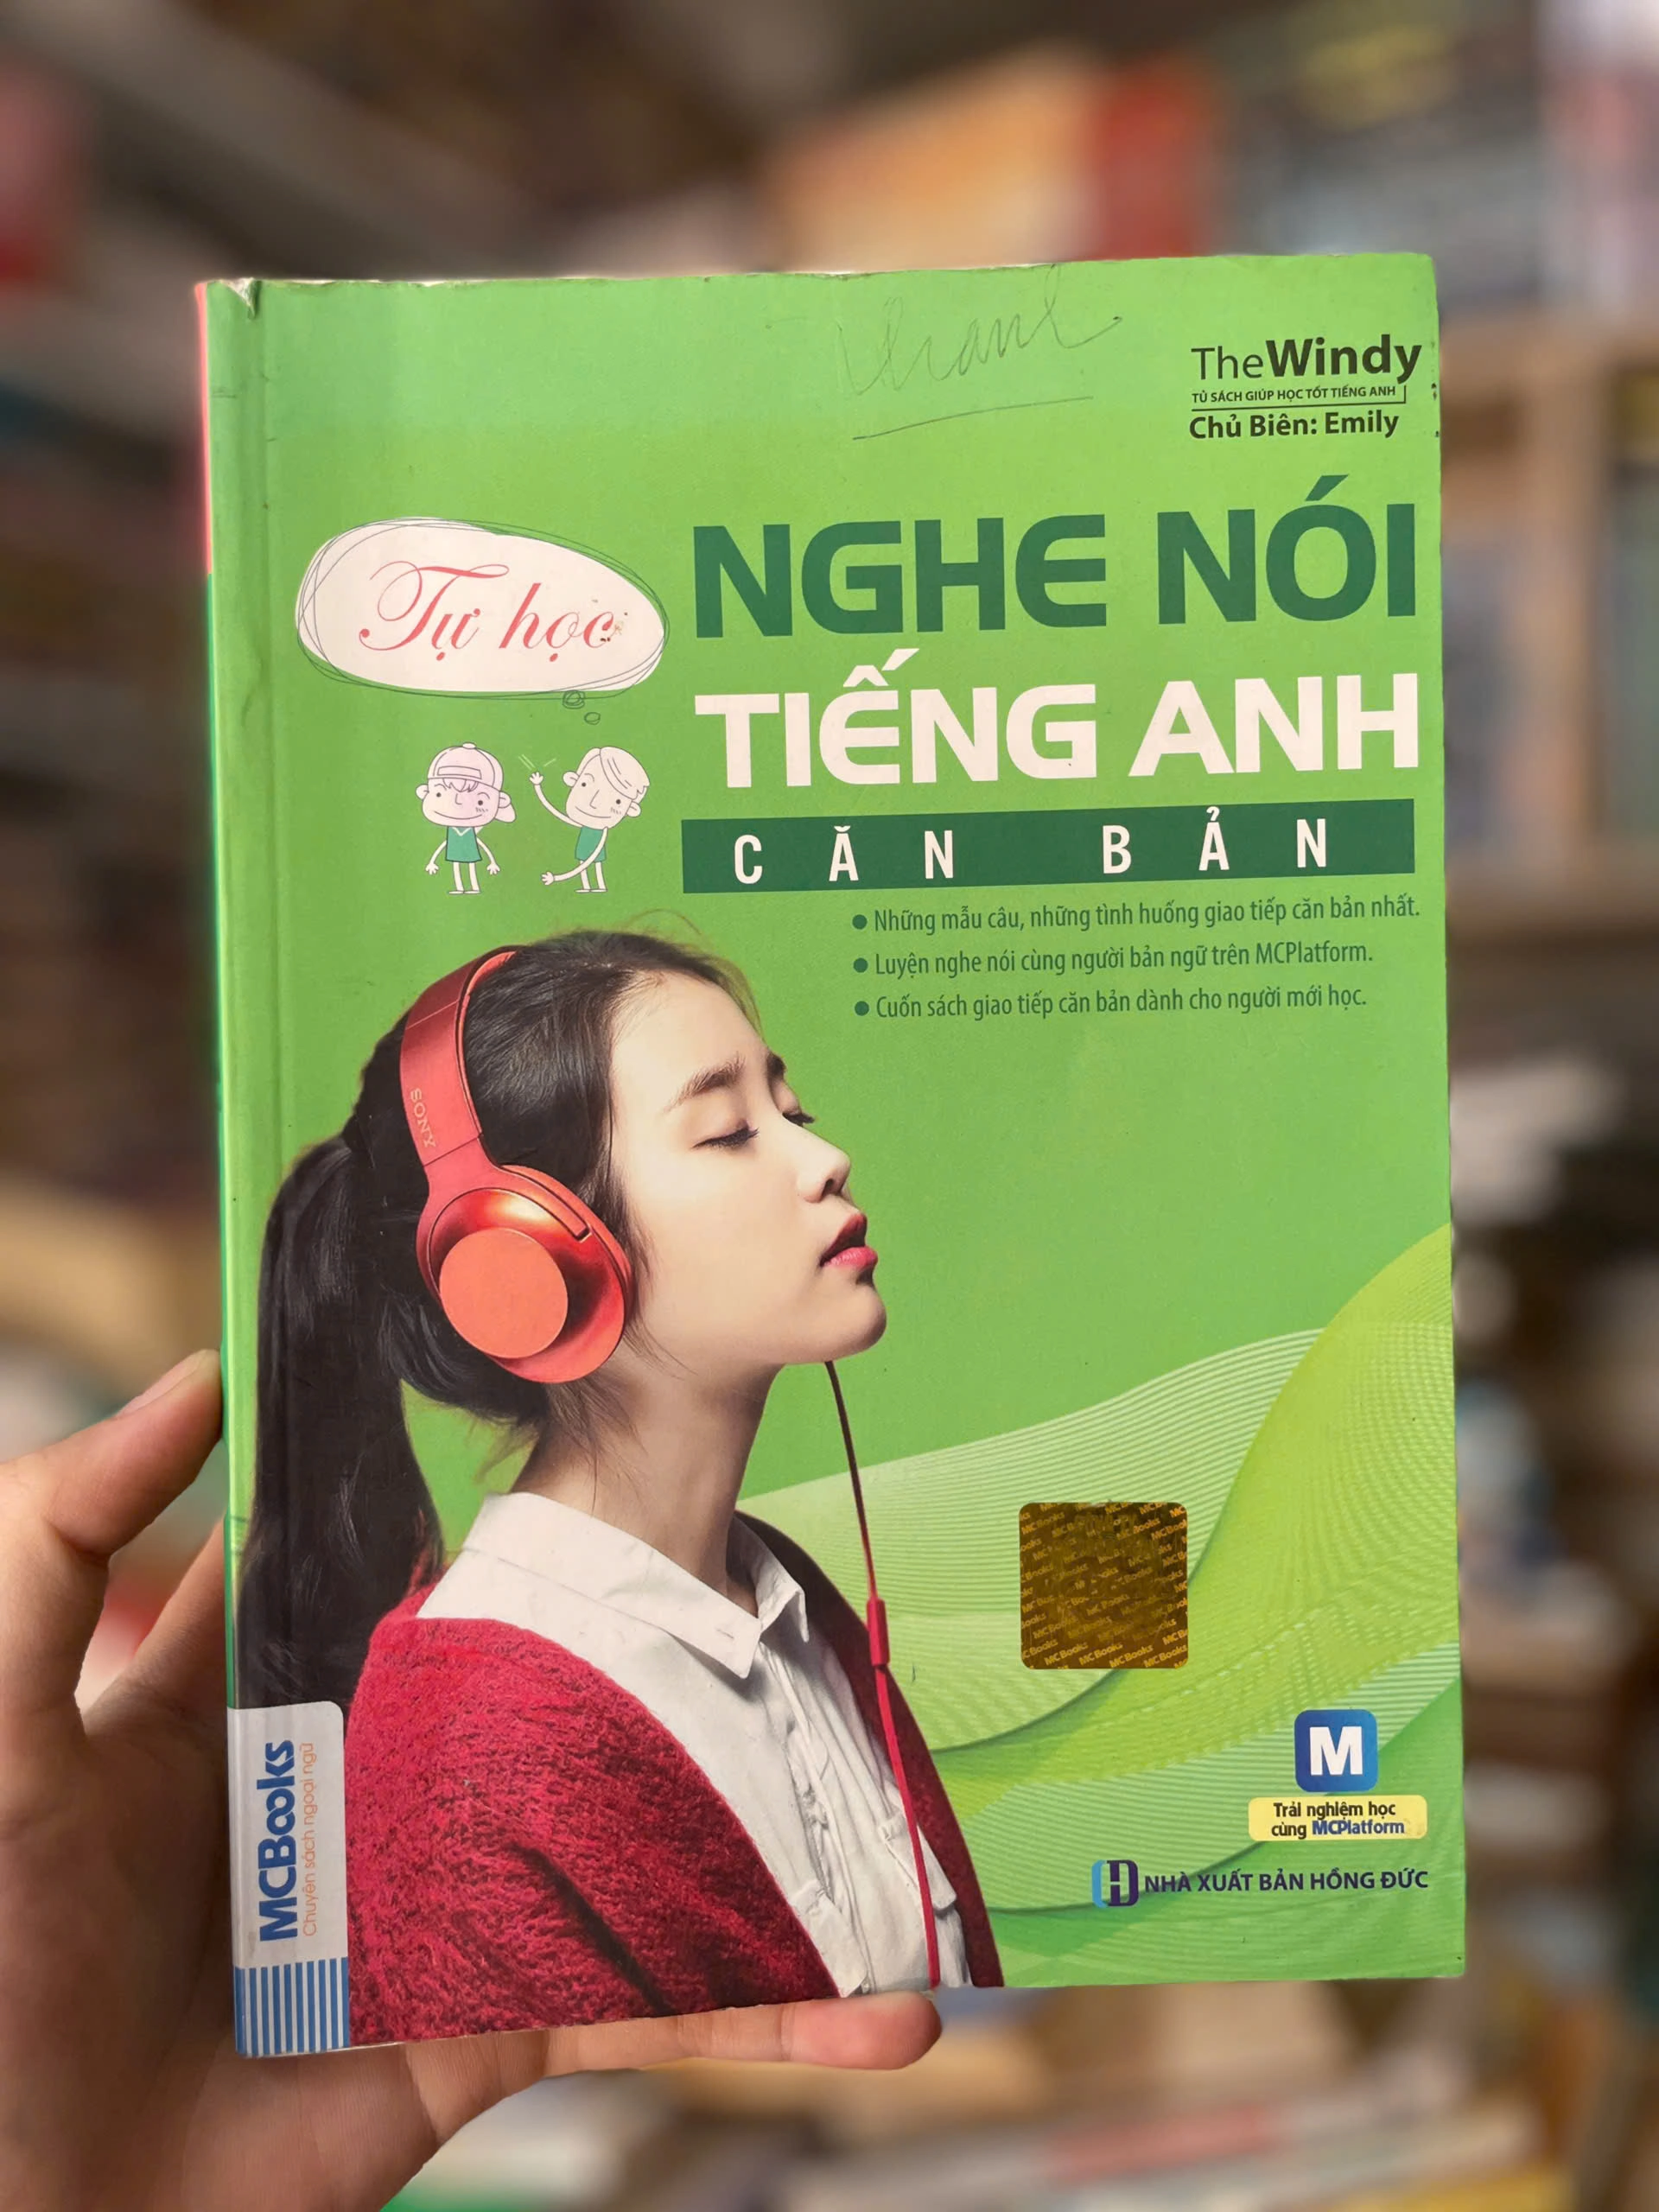 TheWindy
TỦ SÁCH GIÚP HỌC TỐT TIẾNG ANH
Chủ Biên: Emily
Tự học
NGHE NÓI
TIẾNG ANH
CĂN BẢN
● Những mẫu câu, những tình huống giao tiếp căn bản nhất.
● Luyện nghe nói cùng người bản ngữ trên MCPlatform.
● Cuốn sách giao tiếp căn bản dành cho người mới học.
SONY
MCBooks
Chuyên sách ngoại ngữ
M
Trải nghiệm học
cùng MCPlatform
NHÀ XUẤT BẢN HỒNG ĐỨC